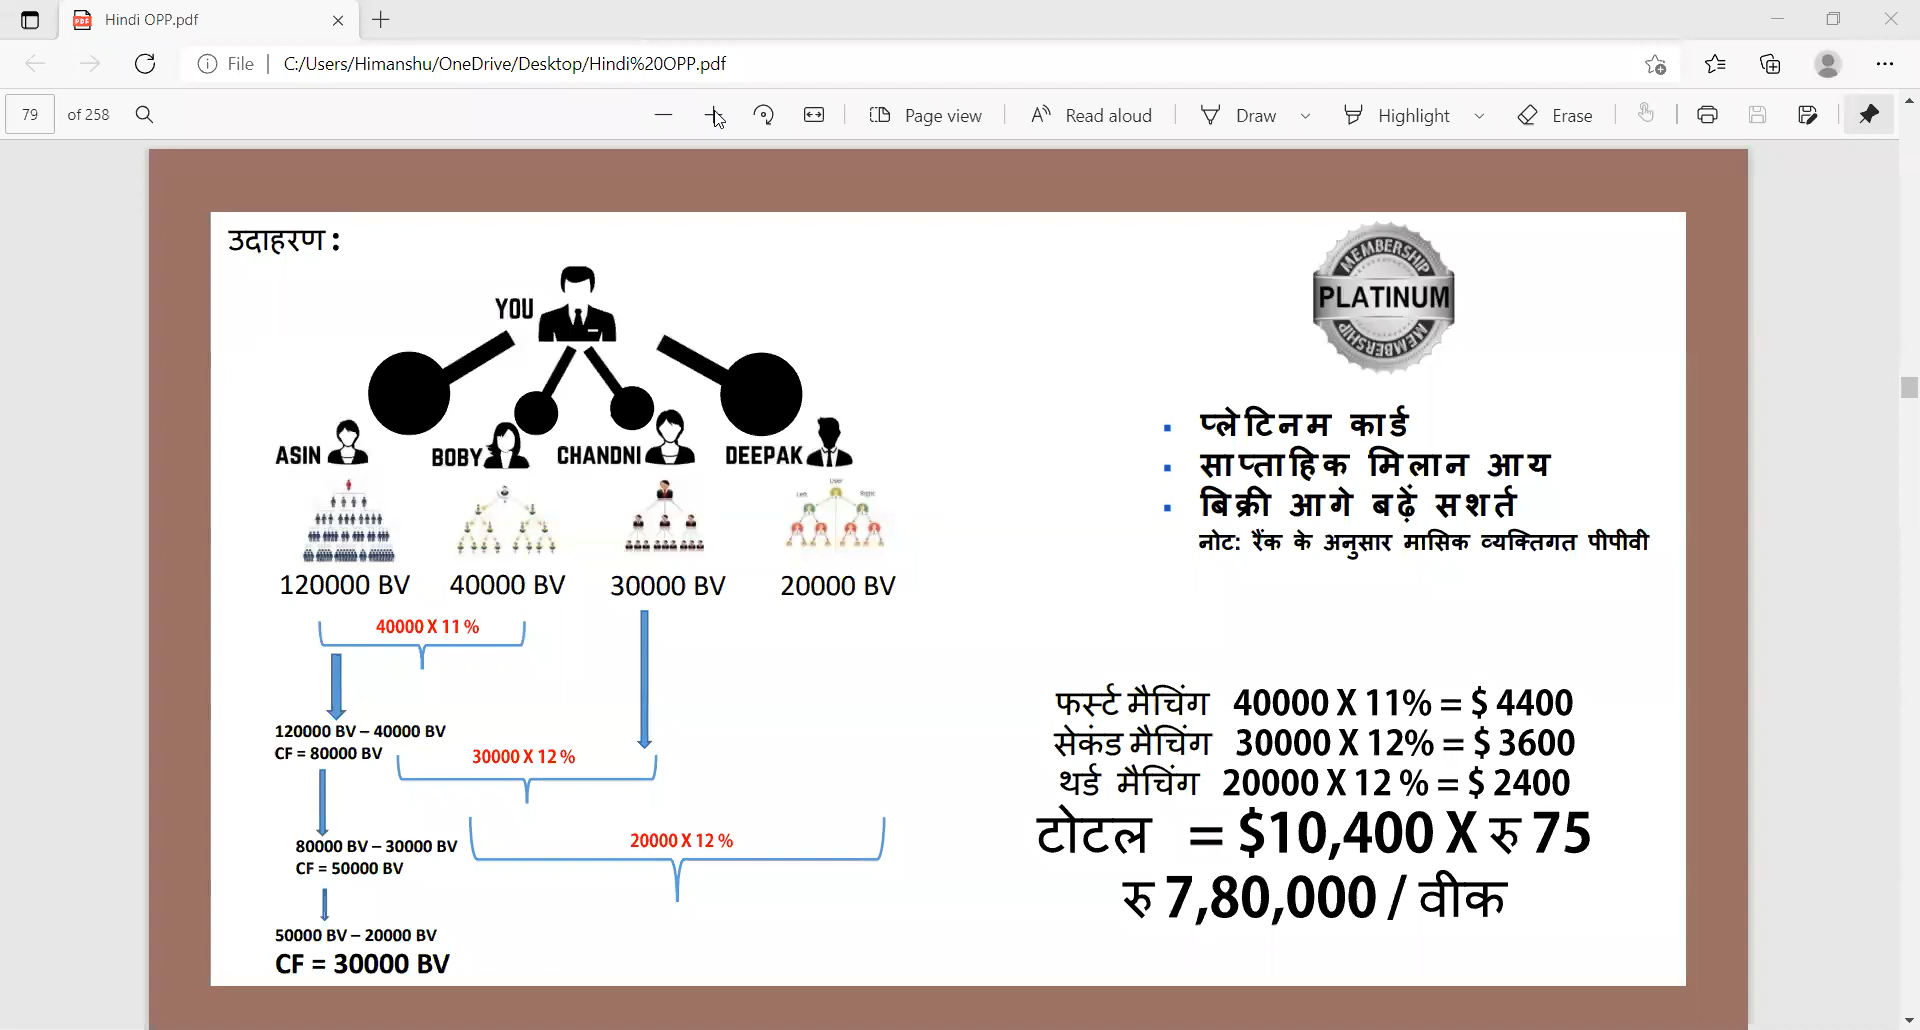 Hindi OPP.pdf
File
C:/Users/Himanshu/OneDrive/Desktop/Hindi%20OPP.pdf
79 of 258
Page view
Read aloud
Draw
Highlight
Erase
उदाहरण :
YOU
ASIN
BOBY
CHANDNI
DEEPAK
Left
User
Right
120000 BV
40000 BV
30000 BV
20000 BV
40000 X 11 %
120000 BV – 40000 BV
CF = 80000 BV
30000 X 12 %
80000 BV – 30000 BV
CF = 50000 BV
20000 X 12 %
50000 BV – 20000 BV
CF = 30000 BV
MEMBERSHIP
PLATINUM
MEMBERSHIP
प्लेटिनम कार्ड
साप्ताहिक मिलान आय
बिक्री आगे बढ़ें सशर्त
नोट: रैंक के अनुसार मासिक व्यक्तिगत पीपीवी
फर्स्ट मैचिंग 40000 X 11% = $ 4400
सेकंड मैचिंग 30000 X 12% = $ 3600
थर्ड मैचिंग 20000 X 12 % = $ 2400
टोटल = $10,400 X रु 75
रु 7,80,000 / वीक